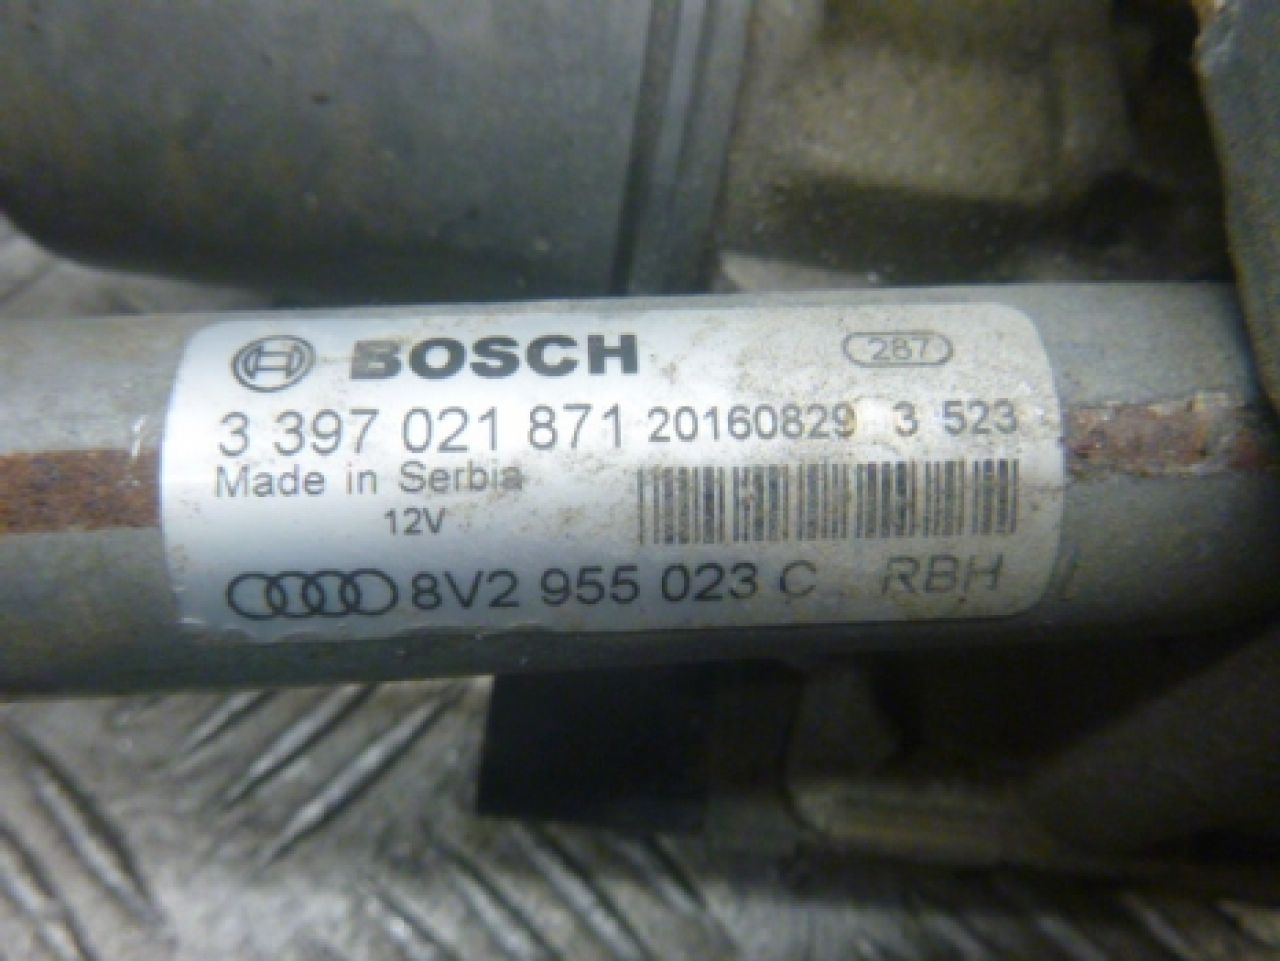 BOSCH 287
3 397 021 871 20160829 3 523
Made in Serbia
12V
8V2 955 023 C RBH